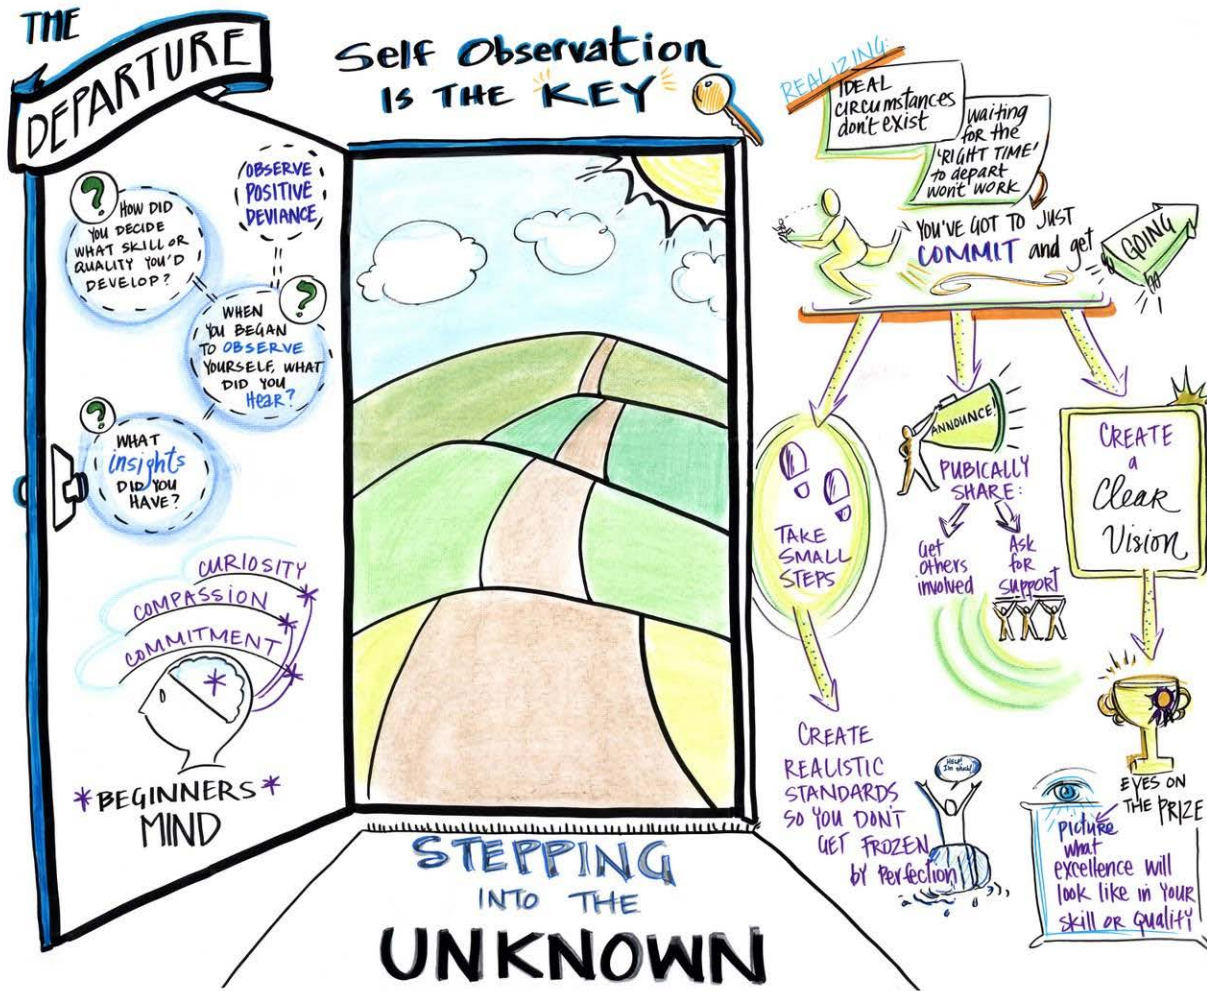 THE
DEPARTURE
Self Observation
IS THE KEY
OBSERVE
POSITIVE
DEVIANCE
?
HOW DID
YOU DECIDE
WHAT SKILL OR
QUALITY YOU'D
DEVELOP?
?
WHEN
YOU BEGAN
TO OBSERVE
YOURSELF, WHAT
DID YOU
HEAR?
?
WHAT
insights
DID YOU
HAVE?
CURIOSITY
COMPASSION
COMMITMENT
*BEGINNERS*
MIND
STEPPING
INTO THE
UNKNOWN
REALIZING:
IDEAL
CIRCUMSTANCES
don't exist
waiting
for the
'RIGHT TIME'
to depart
won't work
YOU'VE GOT TO JUST
COMMIT and get
GOING
TAKE
SMALL
STEPS
CREATE
REALISTIC
STANDARDS
SO YOU DON'T
GET FROZEN
by Perfection
HELP!
I'm stuck!
ANNOUNCE!
PUBICALLY
SHARE:
Get
others
involved
Ask
for
support
CREATE
a
Clear
Vision
EYES ON
THE PRIZE
picture
what
excellence will
look like in your
skill or quality